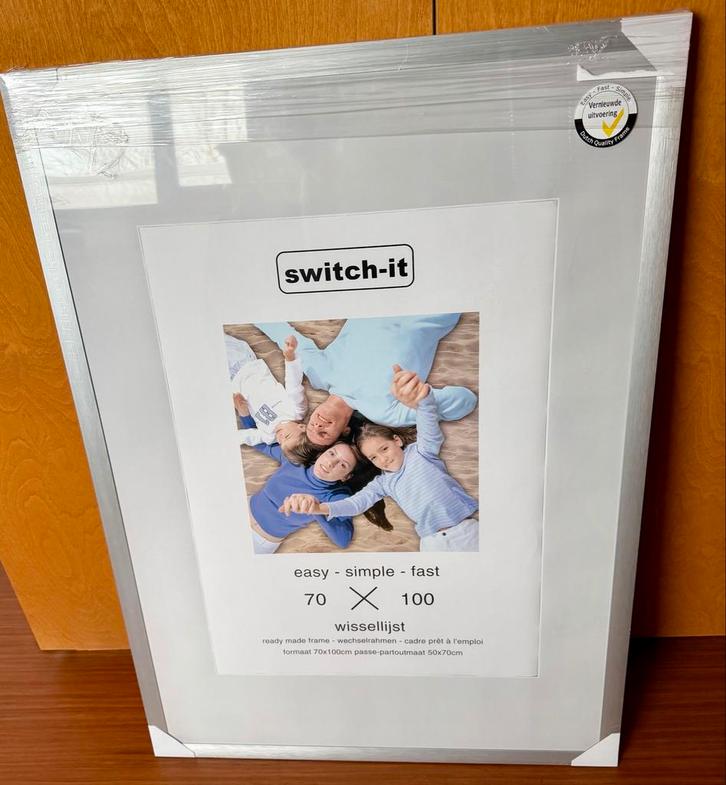 Easy - Fast - Simple
Vernieuwde
uitvoering
Dutch Quality Frame
switch-it
easy - simple - fast
70 X 100
wissellijst
ready made frame - wechselrahmen - cadre prêt à l'emploi
formaat 70x100cm passe-partoutmaat 50x70cm